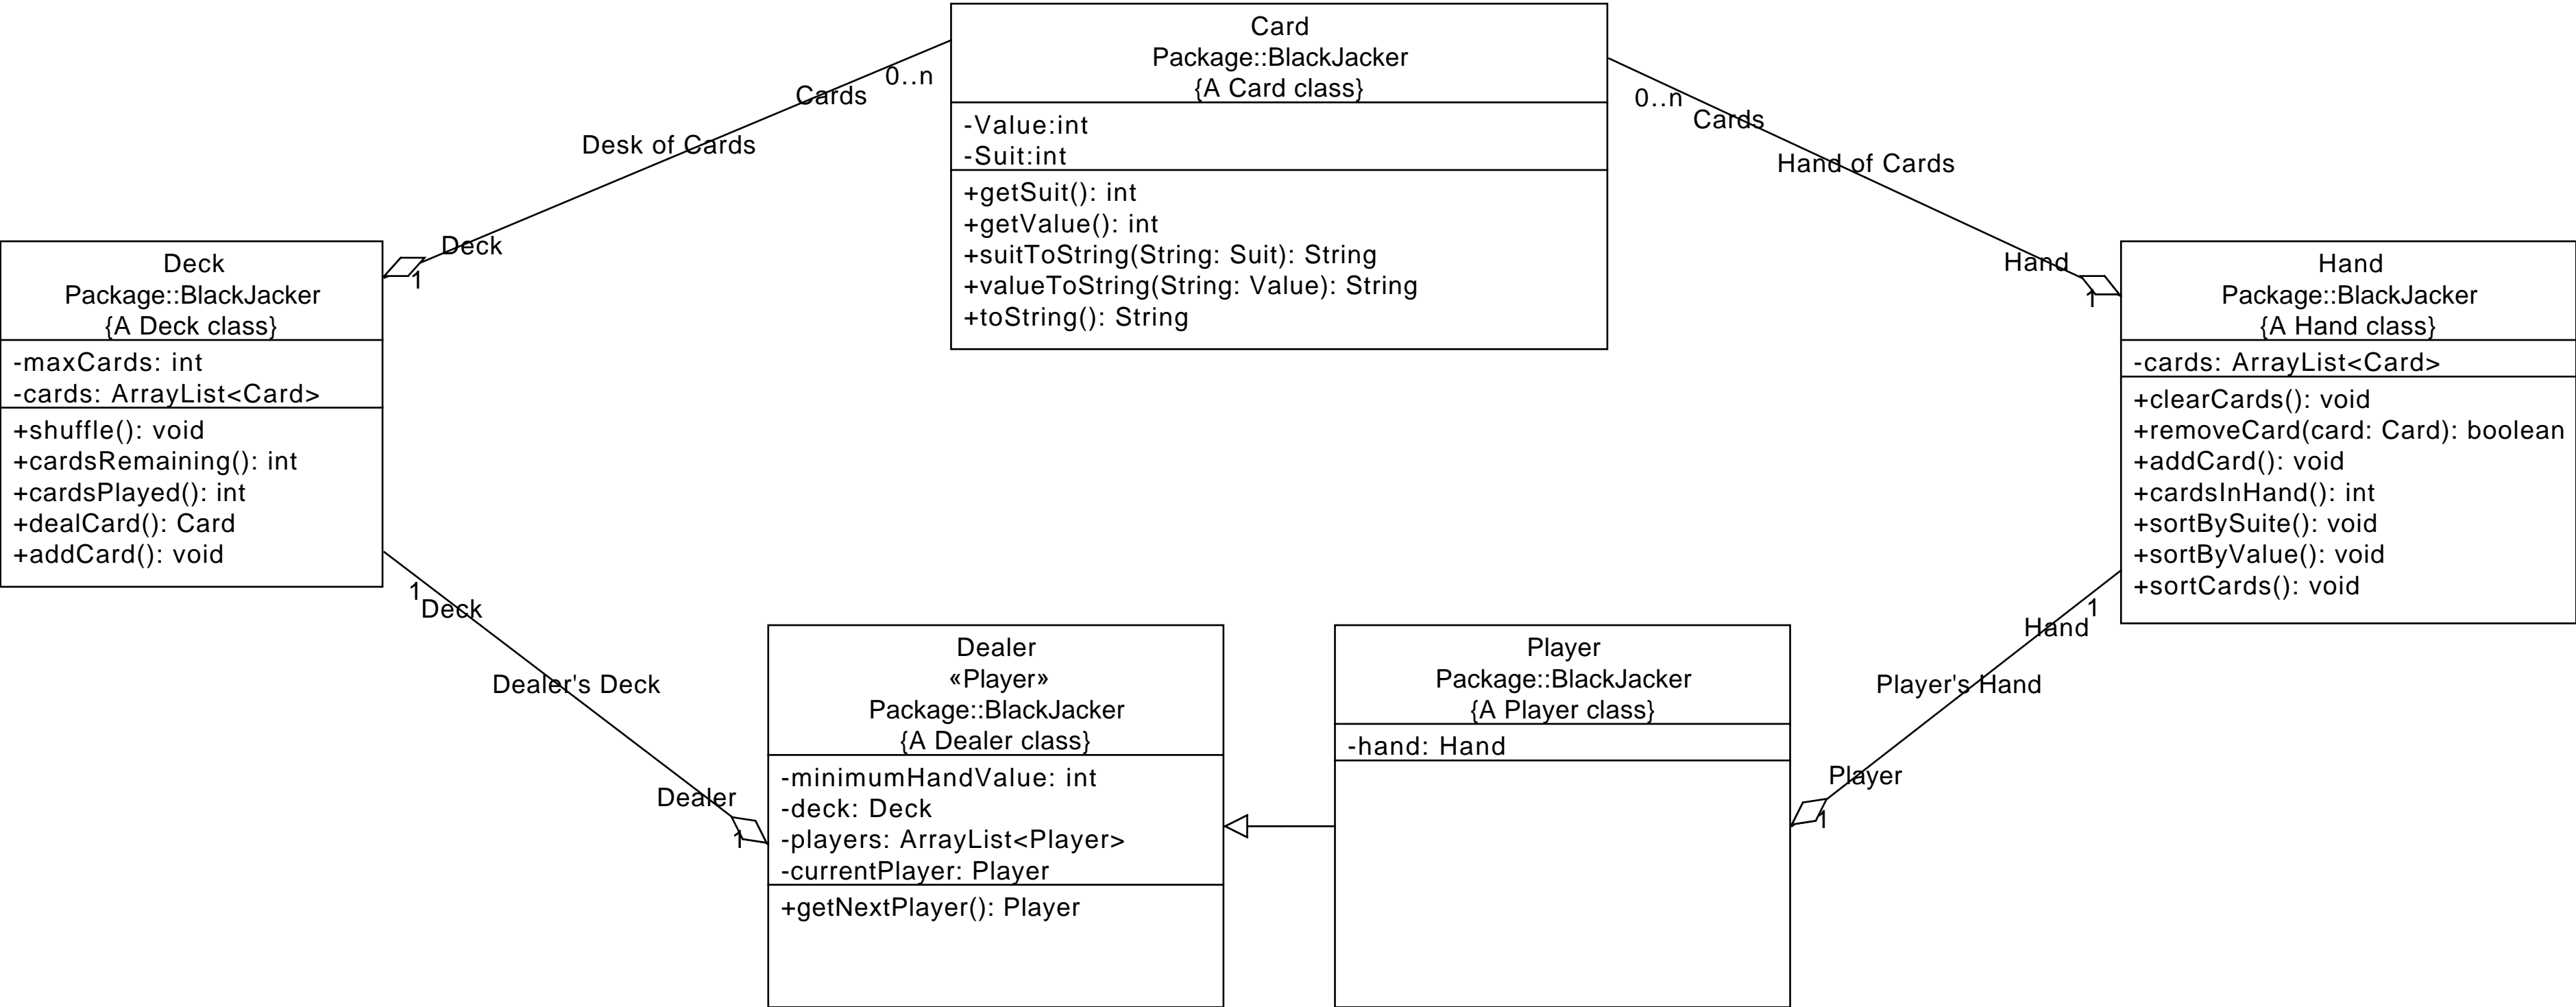 Card
Package::BlackJacker
{A Card class}
-Value:int
-Suit:int
+getSuit(): int
+getValue(): int
+suitToString(String: Suit): String
+valueToString(String: Value): String
+toString(): String
0..n
Cards
Desk of Cards
Deck
1
0..n
Cards
Hand of Cards
Hand
1
Deck
Package::BlackJacker
{A Deck class}
-maxCards: int
-cards: ArrayList<Card>
+shuffle(): void
+cardsRemaining(): int
+cardsPlayed(): int
+dealCard(): Card
+addCard(): void
Hand
Package::BlackJacker
{A Hand class}
-cards: ArrayList<Card>
+clearCards(): void
+removeCard(card: Card): boolean
+addCard(): void
+cardsInHand(): int
+sortBySuite(): void
+sortByValue(): void
+sortCards(): void
1
Deck
Dealer's Deck
Dealer
1
Dealer
«Player»
Package::BlackJacker
{A Dealer class}
-minimumHandValue: int
-deck: Deck
-players: ArrayList<Player>
-currentPlayer: Player
+getNextPlayer(): Player
Player
Package::BlackJacker
{A Player class}
-hand: Hand
1
Hand
Player's Hand
Player
1